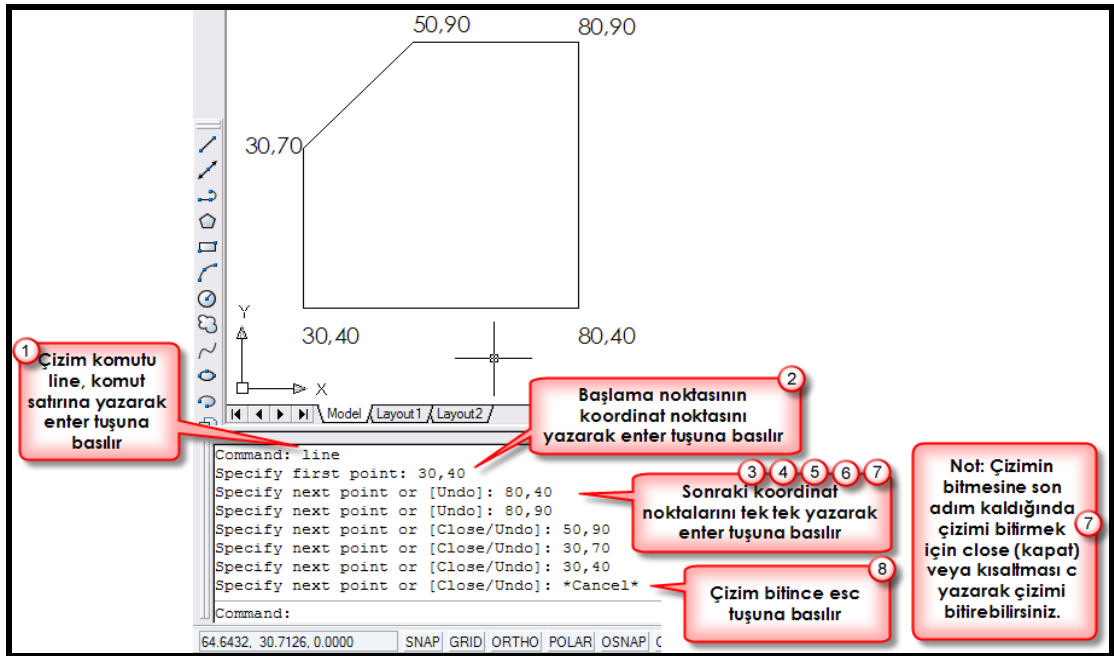 50,90
80,90
30,70
30,40
80,40
Y
X
Model
Layout1
Layout2
1
Çizim komutu
line, komut
satırına yazarak
enter tuşuna
basılır
2
Başlama noktasının
koordinat noktasını
yazarak enter tuşuna basılır
Command: line
Specify first point: 30,40
Specify next point or [Undo]: 80,40
Specify next point or [Undo]: 80,90
Specify next point or [Close/Undo]: 50,90
Specify next point or [Close/Undo]: 30,70
Specify next point or [Close/Undo]: 30,40
Specify next point or [Close/Undo]: *Cancel*
Command:
3 4 5 6 7
Sonraki koordinat
noktalarını tek tek yazarak
enter tuşuna basılır
8
Çizim bitince esc
tuşuna basılır
7
Not: Çizimin
bitmesine son
adım kaldığında
çizimi bitirmek
için close (kapat)
veya kısaltması c
yazarak çizimi
bitirebilirsiniz.
64.6432, 30.7126, 0.0000
SNAP GRID ORTHO POLAR OSNAP